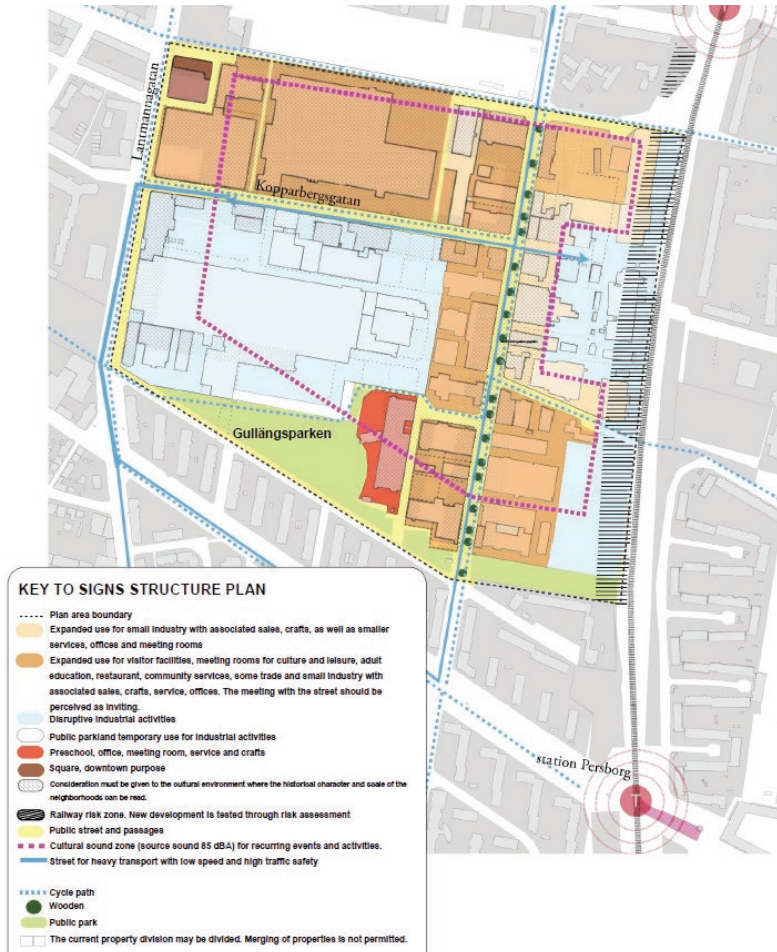 Lantmannagatan
Kopparbergsgatan
Gullängsparken
station Persborg
KEY TO SIGNS STRUCTURE PLAN
Plan area boundary
Expanded use for small industry with associated sales, crafts, as well as smaller
services, offices and meeting rooms
Expanded use for visitor facilities, meeting rooms for culture and leisure, adult
education, restaurant, community services, some trade and small industry with
associated sales, crafts, service, offices. The meeting with the street should be
perceived as inviting.
Disruptive industrial activities
Public parkland temporary use for industrial activities
Preschool, office, meeting room, service and crafts
Square, downtown purpose
Consideration must be given to the cultural environment where the historical character and scale of the
neighborhoods can be read.
Railway risk zone. New development is tested through risk assessment
Public street and passages
Cultural sound zone (source sound 85 dBA) for recurring events and activities.
Street for heavy transport with low speed and high traffic safety
Cycle path
Wooden
Public park
The current property division may be divided. Merging of properties is not permitted.